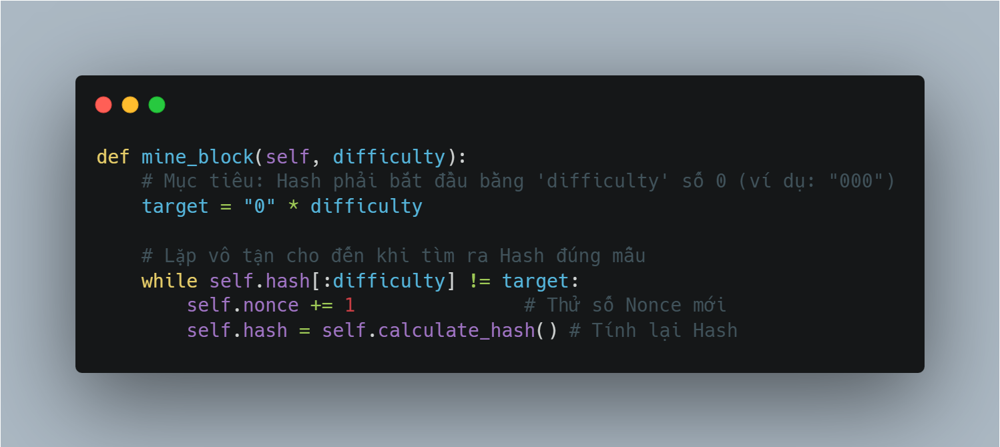 def mine_block(self, difficulty):
    # Mục tiêu: Hash phải bắt đầu bằng 'difficulty' số 0 (ví dụ: "000")
    target = "0" * difficulty

    # Lặp vô tận cho đến khi tìm ra Hash đúng mẫu
    while self.hash[:difficulty] != target:
        self.nonce += 1               # Thử số Nonce mới
        self.hash = self.calculate_hash() # Tính lại Hash